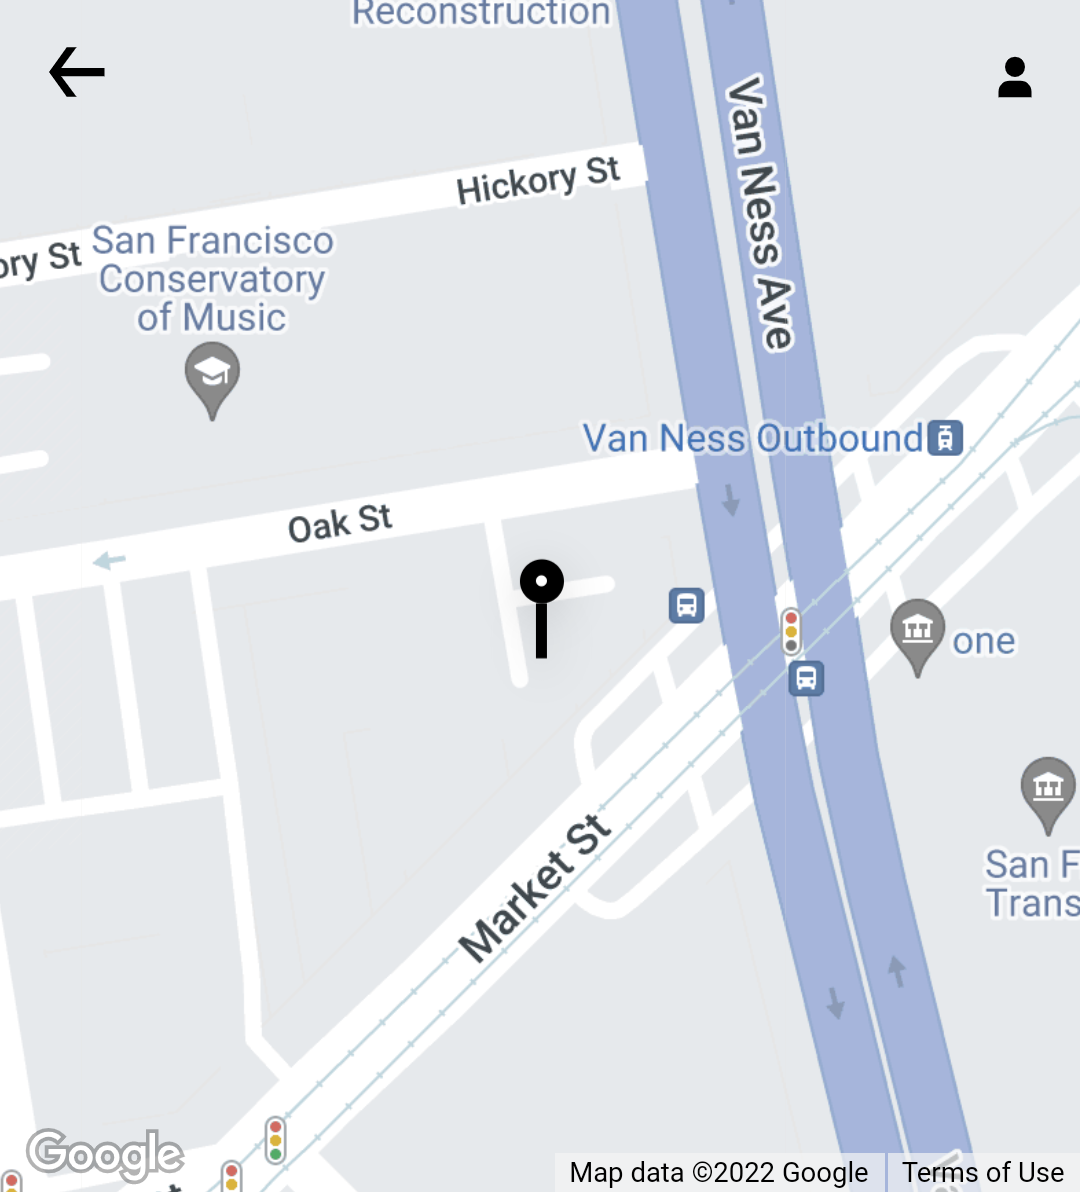 Reconstruction
Van Ness Ave
Hickory St
ory St
San Francisco
Conservatory
of Music
Van Ness Outbound
Oak St
one
Market St
San F
Trans
Google
Map data ©2022 Google
Terms of Use